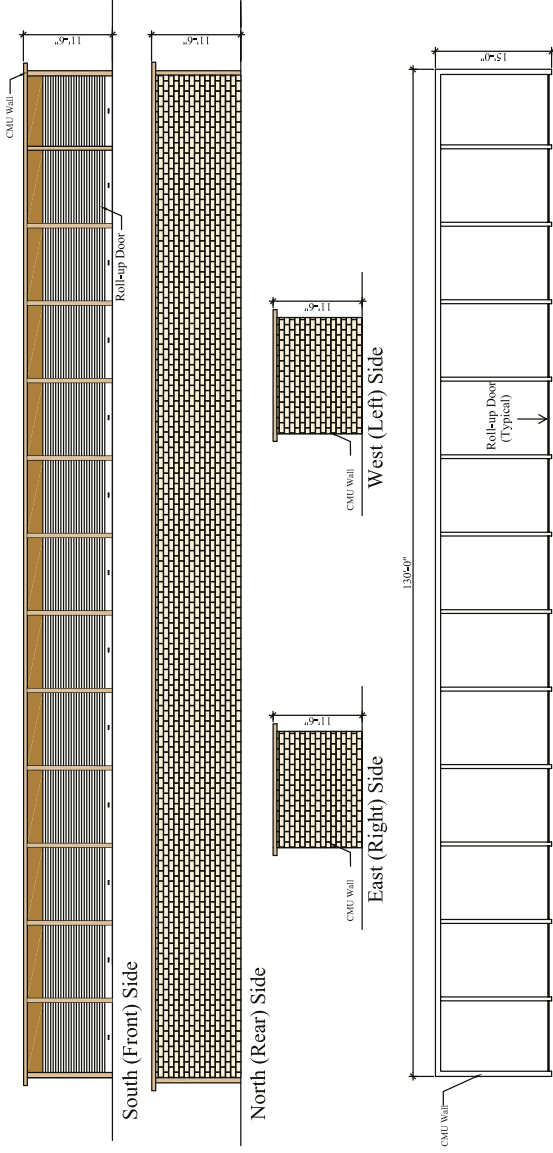 CMU Wall
11'-6"
Roll-up Door
South (Front) Side
11'-6"
North (Rear) Side
11'-6"
CMU Wall
West (Left) Side
11'-6"
CMU Wall
East (Right) Side
130'-0"
15'-0"
Roll-up Door
(Typical)
CMU Wall